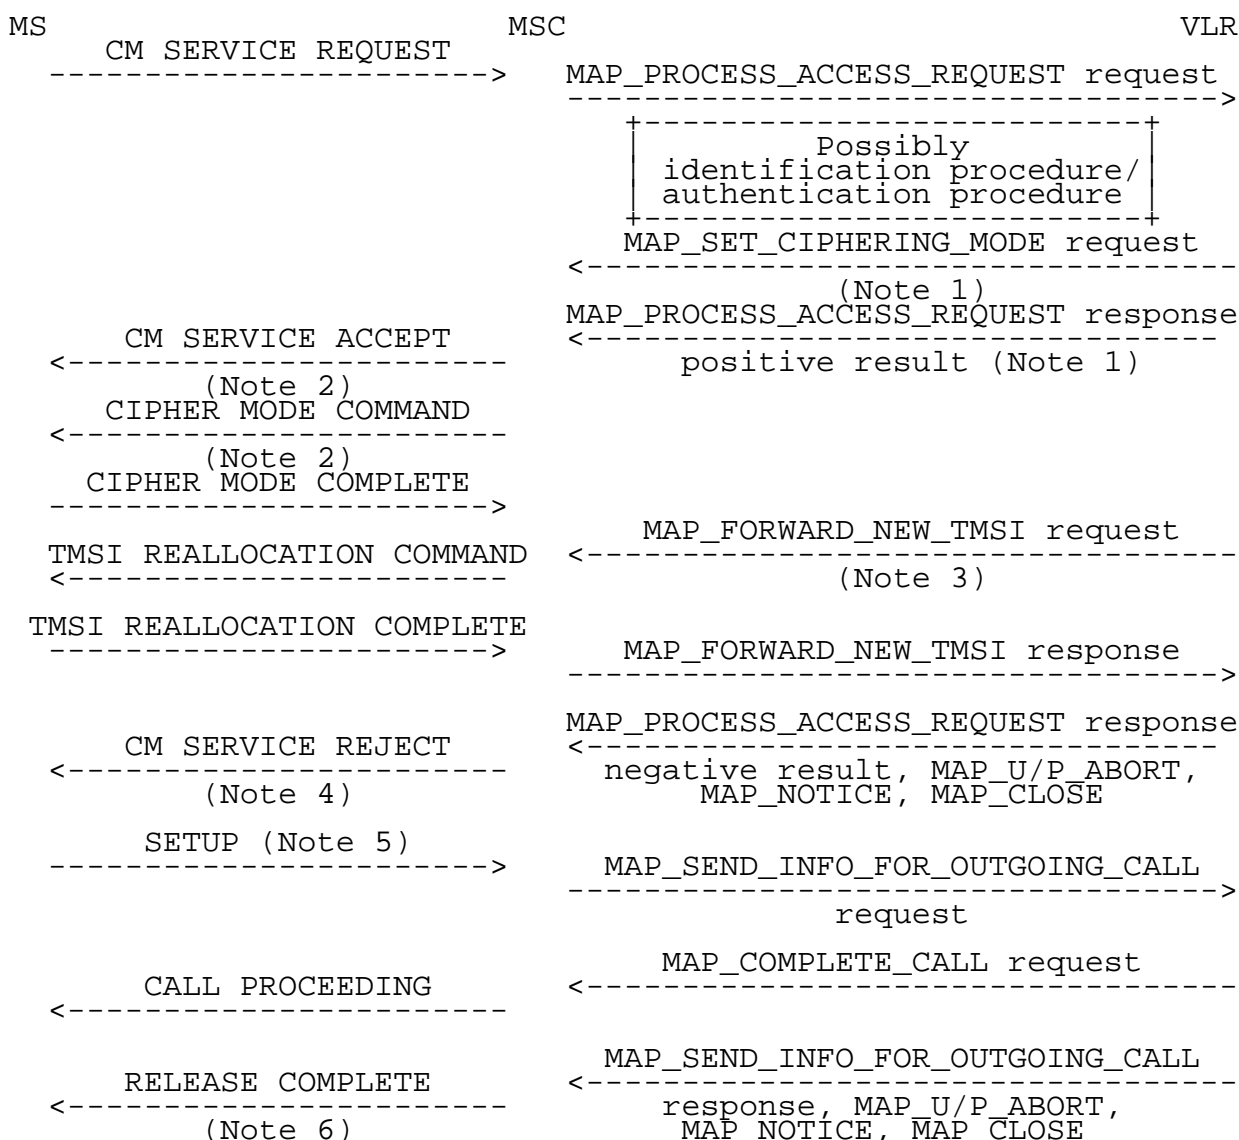 MS MSC VLR
CM SERVICE REQUEST
-----------------------> MAP_PROCESS_ACCESS_REQUEST request
---------------------------------->
+--------------------------+
| Possibly |
| identification procedure/|
| authentication procedure |
+--------------------------+
MAP_SET_CIPHERING_MODE request
<----------------------------------
(Note 1)
MAP_PROCESS_ACCESS_REQUEST response
CM SERVICE ACCEPT <---------------------------------
<----------------------- positive result (Note 1)
(Note 2)
CIPHER MODE COMMAND
<-----------------------
(Note 2)
CIPHER MODE COMPLETE
----------------------->
MAP_FORWARD_NEW_TMSI request
TMSI REALLOCATION COMMAND <----------------------------------
<----------------------- (Note 3)
TMSI REALLOCATION COMPLETE
-----------------------> MAP_FORWARD_NEW_TMSI response
---------------------------------->
MAP_PROCESS_ACCESS_REQUEST response
CM SERVICE REJECT <---------------------------------
<----------------------- negative result, MAP_U/P_ABORT,
(Note 4) MAP_NOTICE, MAP_CLOSE
SETUP (Note 5)
-----------------------> MAP_SEND_INFO_FOR_OUTGOING_CALL
---------------------------------->
request
MAP_COMPLETE_CALL request
CALL PROCEEDING <----------------------------------
<-----------------------
MAP_SEND_INFO_FOR_OUTGOING_CALL
RELEASE COMPLETE <----------------------------------
<----------------------- response, MAP_U/P_ABORT,
(Note 6) MAP_NOTICE, MAP_CLOSE